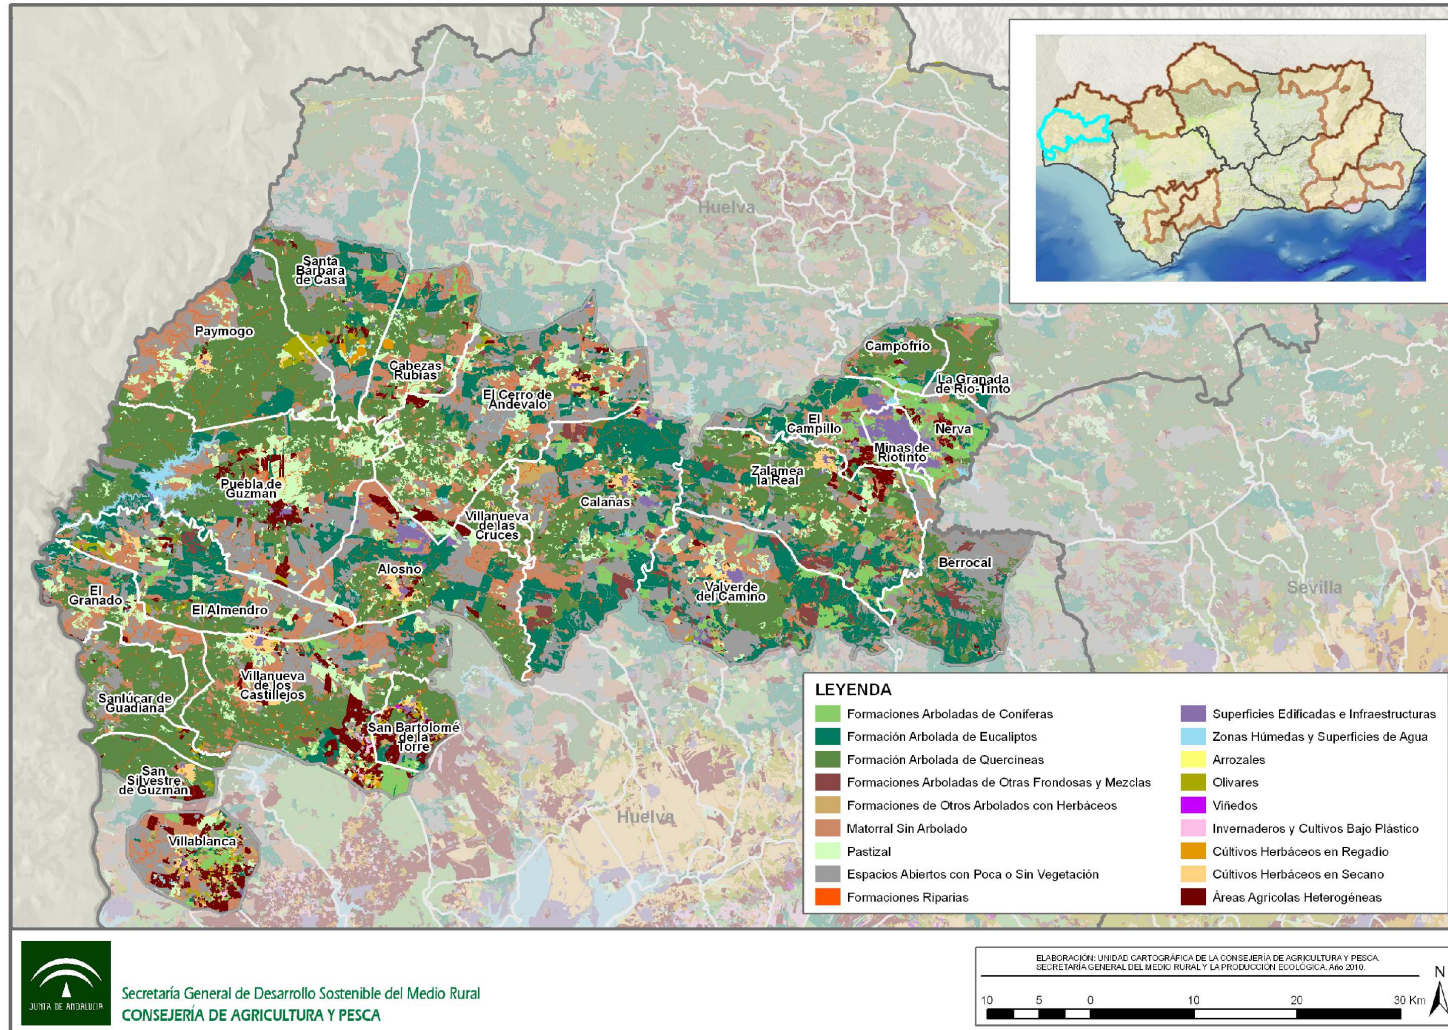 Huelva
Santa
Bárbara
de Casa
Paymogo
Cabezas
Rubias
El Cerro de
Andévalo
Campofrío
La Granada
de Río-Tinto
El
Campillo
Nerva
Minas de
Riotinto
Zalamea
la Real
Puebla de
Guzmán
Calañas
Villanueva
de las
Cruces
Berrocal
Alosno
Valverde
del Camino
El
Granado
El Almendro
Sevilla
Villanueva
de los
Castillejos
Sanlúcar de
Guadiana
San Bartolomé
de la
Torre
San
Silvestre
de Guzmán
Huelva
Villablanca
LEYENDA
Formaciones Arboladas de Coníferas
Formación Arbolada de Eucaliptos
Formación Arbolada de Quercíneas
Formaciones Arboladas de Otras Frondosas y Mezclas
Formaciones de Otros Arbolados con Herbáceos
Matorral Sin Arbolado
Pastizal
Espacios Abiertos con Poca o Sin Vegetación
Formaciones Riparias
Superficies Edificadas e Infraestructuras
Zonas Húmedas y Superficies de Agua
Arrozales
Olivares
Viñedos
Invernaderos y Cultivos Bajo Plástico
Cúltivos Herbáceos en Regadio
Cúltivos Herbáceos en Secano
Áreas Agrícolas Heterogéneas
JUNTA DE ANDALUCIA
Secretaría General de Desarrollo Sostenible del Medio Rural
CONSEJERÍA DE AGRICULTURA Y PESCA
ELABORACIÓN: UNIDAD CARTOGRÁFICA DE LA CONSEJERÍA DE AGRICULTURA Y PESCA.
SECRETARÍA GENERAL DEL MEDIO RURAL Y LA PRODUCCIÓN ECOLÓGICA. Año 2010.
10 5 0 10 20 30 Km
N